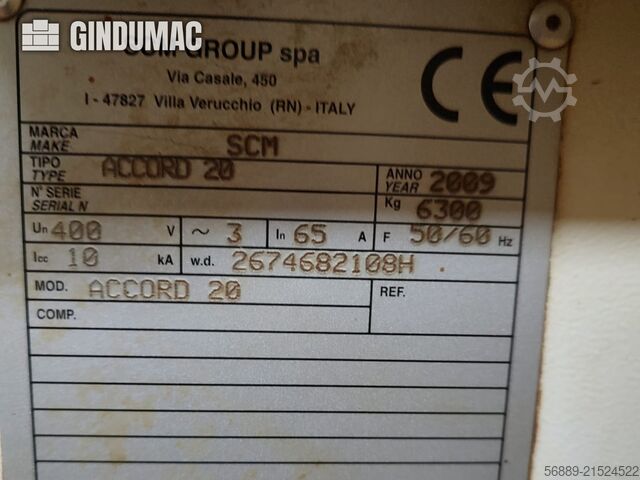 GINDUMAC
GROUP spa
Via Casale, 450
I - 47827 Villa Verucchio (RN) - ITALY
CE
MARCA
MAKE SCM
TIPO
TYPE ACCORD 20
ANNO
YEAR 2009
N° SERIE
SERIAL N
Kg 6300
Un 400 V ~ 3 In 65 A F 50/60 Hz
Icc 10 kA w.d. 2674682108H
MOD. ACCORD 20 REF.
COMP.
56889-21524522